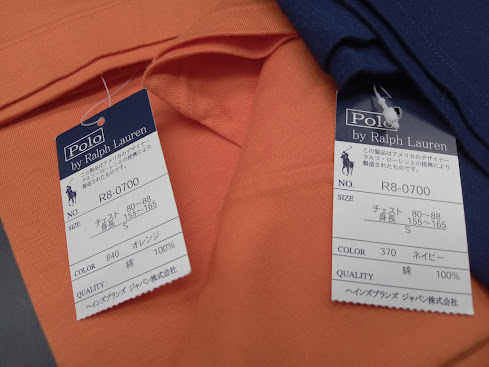 Polo
by Ralph Lauren
この製品はアメリカのデザイナー
ラルフ・ローレンとの提携により
製造されたものです。
NO. R8-0700
SIZE チェスト 80~88
身長 155~165
S
COLOR 840 オレンジ
QUALITY 綿 100%
ヘインズブランズ ジャパン株式会社
Polo
by Ralph Lauren
この製品はアメリカのデザイナー
ラルフ・ローレンとの提携により
製造されたものです。
NO. R8-0700
SIZE
チェスト 80~88
身長 155~165
S
COLOR 370 ネイビー
QUALITY 綿 100%
ヘインズブランズ ジャパン株式会社